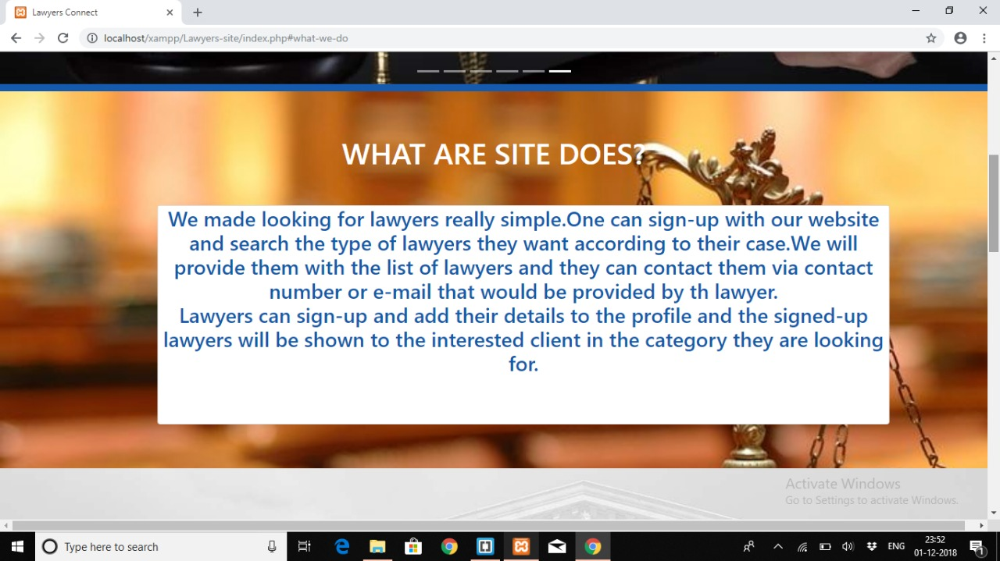 Lawyers Connect
localhost/xampp/Lawyers-site/index.php#what-we-do
WHAT ARE SITE DOES?
We made looking for lawyers really simple.One can sign-up with our website
and search the type of lawyers they want according to their case.We will
provide them with the list of lawyers and they can contact them via contact
number or e-mail that would be provided by th lawyer.
Lawyers can sign-up and add their details to the profile and the signed-up
lawyers will be shown to the interested client in the category they are looking
for.
Activate Windows
Go to Settings to activate Windows.
Type here to search
ENG
23:52
01-12-2018
1